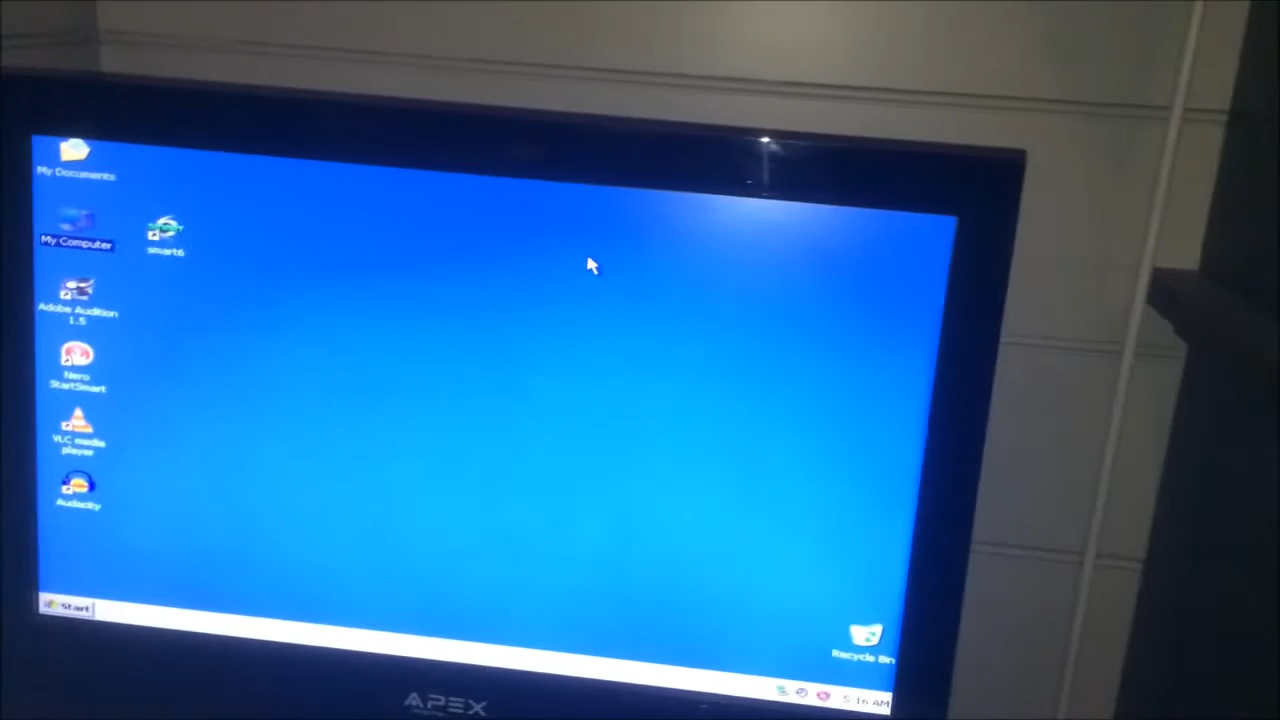 My Documents
My Computer
smart6
Adobe Audition
1.5
Nero
StartSmart
VLC media
player
Audacity
Recycle Bin
Start
5:16 AM
APEX